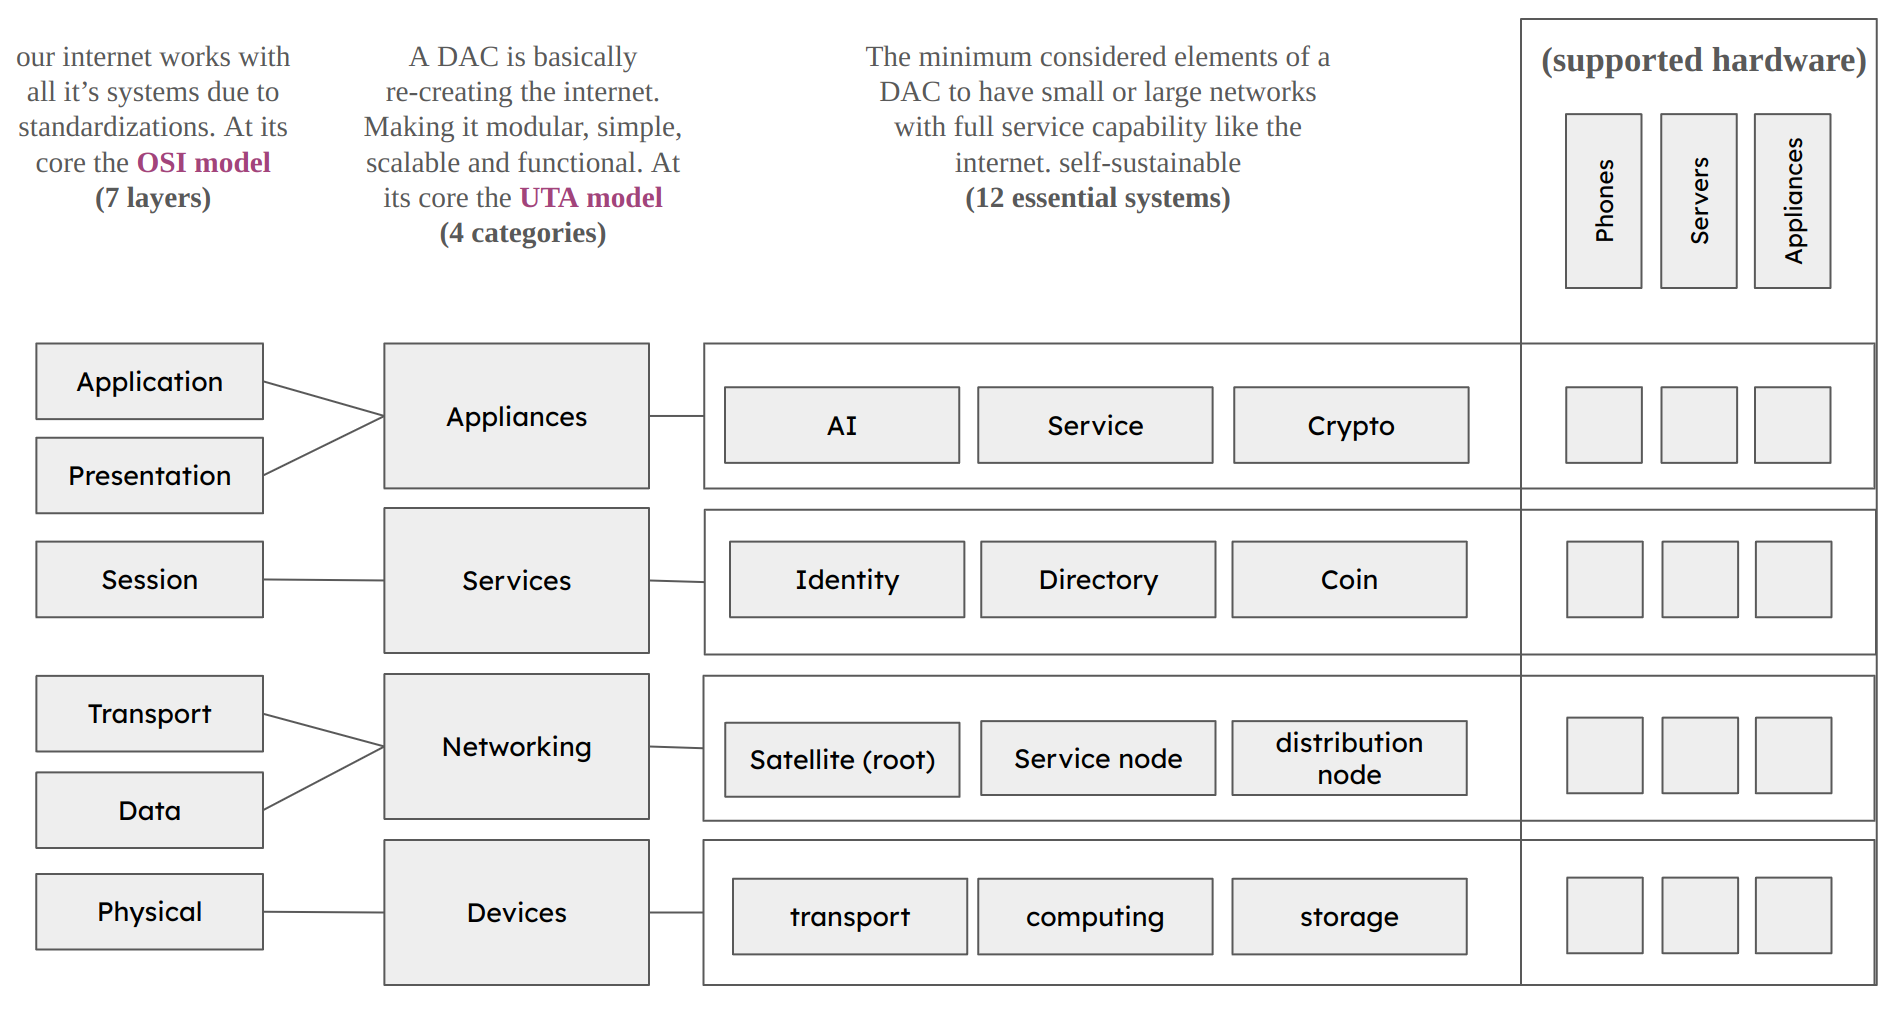 our internet works with
all it’s systems due to
standardizations. At its
core the OSI model
(7 layers)
A DAC is basically
re-creating the internet.
Making it modular, simple,
scalable and functional. At
its core the UTA model
(4 categories)
The minimum considered elements of a
DAC to have small or large networks
with full service capability like the
internet. self-sustainable
(12 essential systems)
(supported hardware)
Phones
Servers
Appliances
Application
Presentation
Appliances
AI
Service
Crypto
Session
Services
Identity
Directory
Coin
Transport
Data
Networking
Satellite (root)
Service node
distribution
node
Physical
Devices
transport
computing
storage